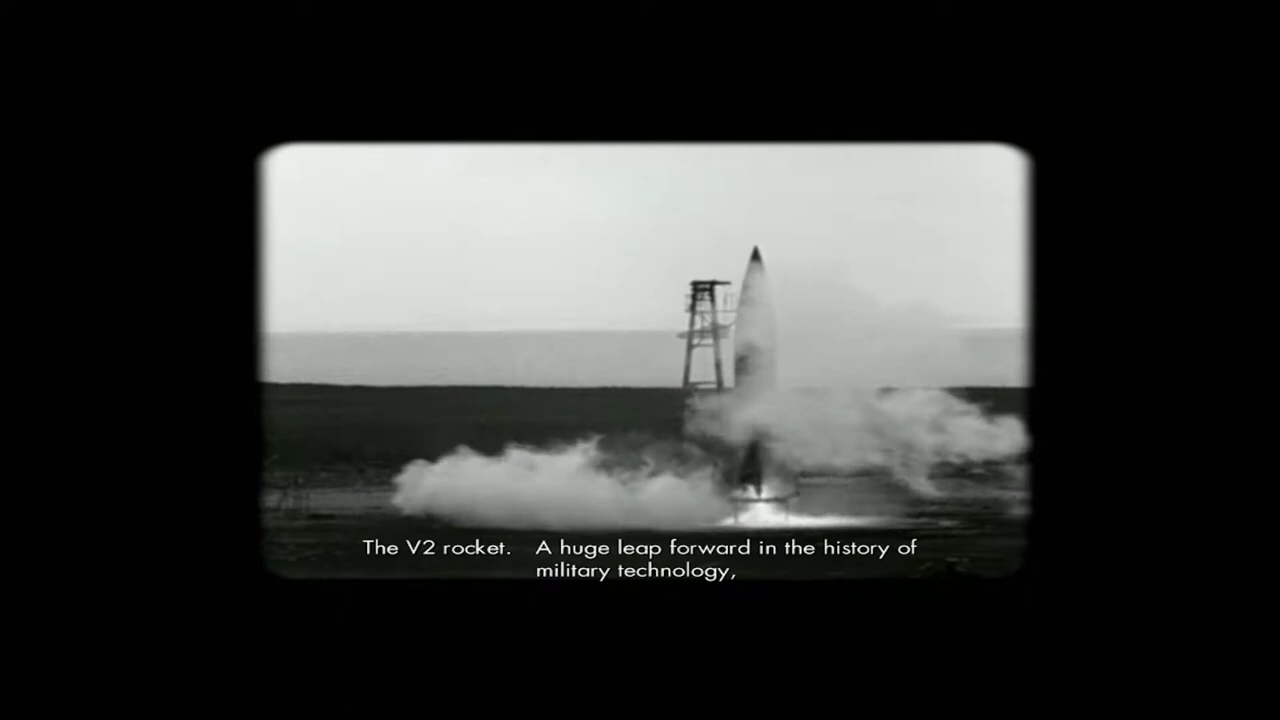 The V2 rocket. A huge leap forward in the history of
military technology,